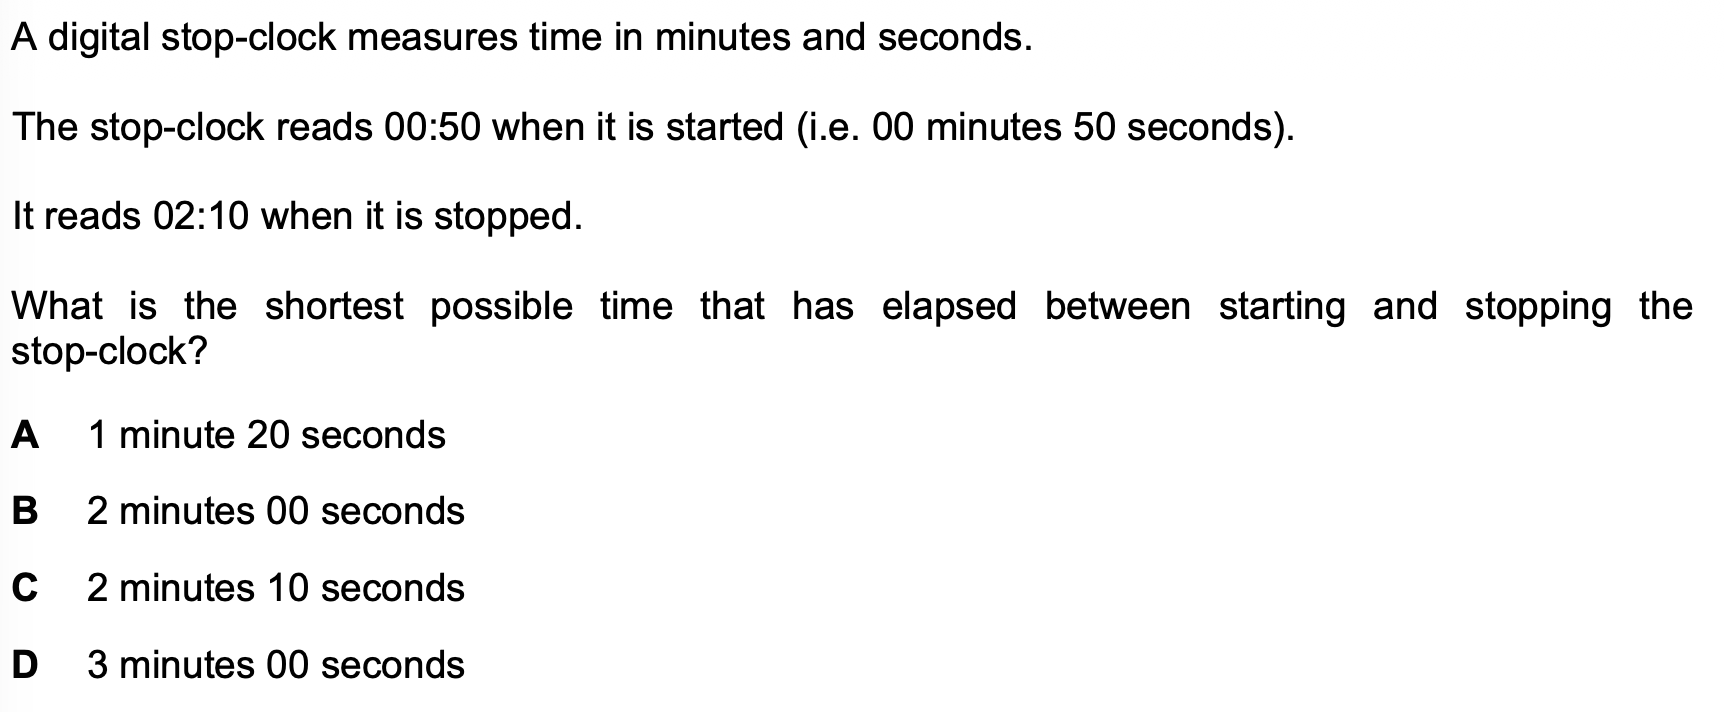 A digital stop-clock measures time in minutes and seconds.
The stop-clock reads 00:50 when it is started (i.e. 00 minutes 50 seconds).
It reads 02:10 when it is stopped.
What is the shortest possible time that has elapsed between starting and stopping the
stop-clock?
A 1 minute 20 seconds
B 2 minutes 00 seconds
C 2 minutes 10 seconds
D 3 minutes 00 seconds